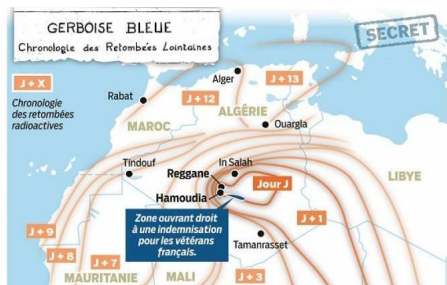 GERBOISE BLEUE
Chronologie des Retombées Lointaines
SECRET
J + X
Chronologie
des retombées
radioactives
Alger
J + 13
Rabat
J + 12
ALGÉRIE
MAROC
Ouargla
Tindouf
In Salah
Reggane
Jour J
LIBYE
Hamoudia
Zone ouvrant droit
à une indemnisation
pour les vétérans
français.
J + 1
J + 9
Tamanrasset
J + 8
J + 7
MAURITANIE
MALI
J + 3